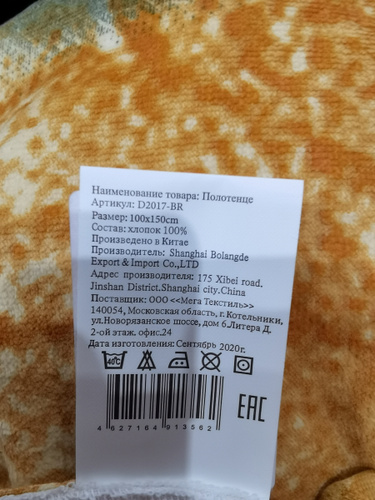 Наименование товара: Полотенце
Артикул: D2017-BR
Размер: 100x150cm
Состав: хлопок 100%
Произведено в Китае
Производитель: Shanghai Bolangde
Export & Import Co.,LTD
Адрес производителя: 175 Xibei road.
Jinshan District.Shanghai city.China
Поставщик: ООО <<Мега Текстиль>>
140054, Московская область, г. Котельники,
ул.Новорязанское шоссе, дом 6.Литера Д,
2-ой этаж. офис.24
Дата изготовления: Сентябрь 2020г.
40°C
EAC
4 627184 913562